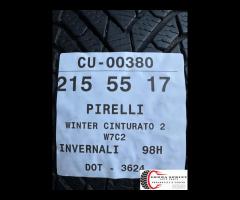 CU-00380
215 55 17
PIRELLI
WINTER CINTURATO 2
W7C2
INVERNALI 98H
DOT - 3624